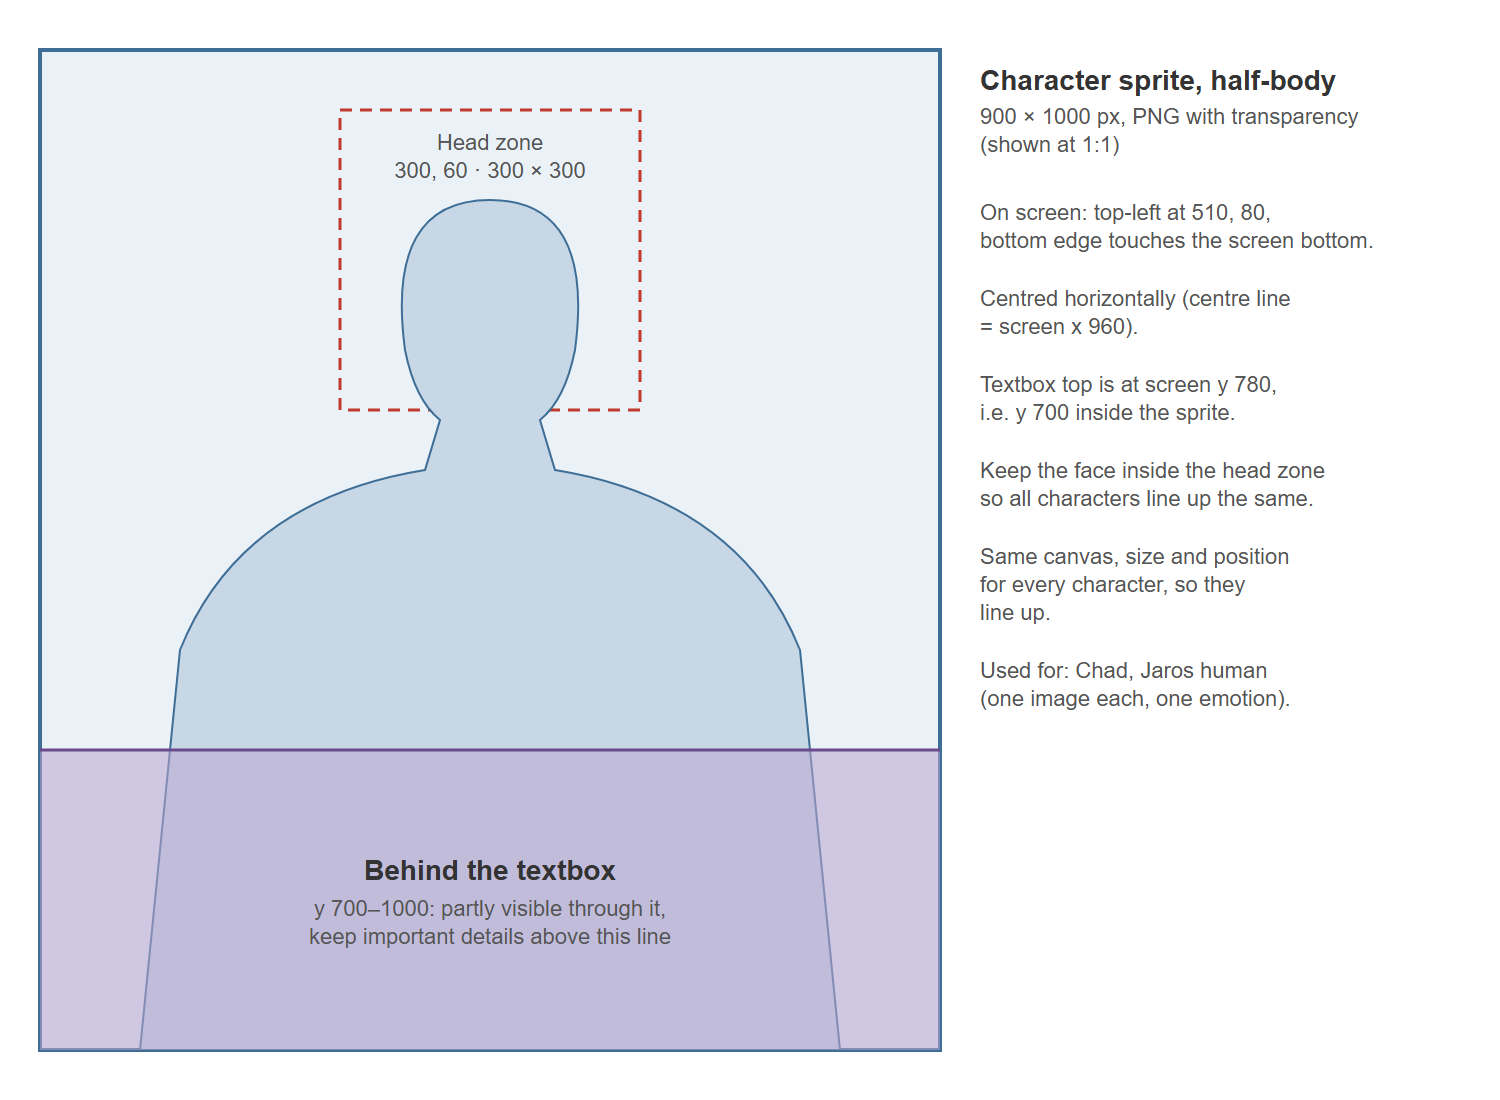 Head zone
300, 60 · 300 × 300
Behind the textbox
y 700–1000: partly visible through it,
keep important details above this line
Character sprite, half-body
900 × 1000 px, PNG with transparency
(shown at 1:1)
On screen: top-left at 510, 80,
bottom edge touches the screen bottom.
Centred horizontally (centre line
= screen x 960).
Textbox top is at screen y 780,
i.e. y 700 inside the sprite.
Keep the face inside the head zone
so all characters line up the same.
Same canvas, size and position
for every character, so they
line up.
Used for: Chad, Jaros human
(one image each, one emotion).